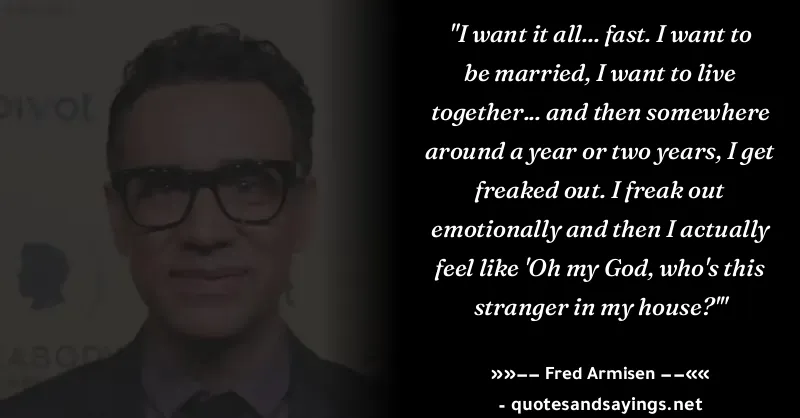 "I want it all... fast. I want to
be married, I want to live
together... and then somewhere
around a year or two years, I get
freaked out. I freak out
emotionally and then I actually
feel like 'Oh my God, who's this
stranger in my house?'"
»»−− Fred Armisen −−««
- quotesandsayings.net